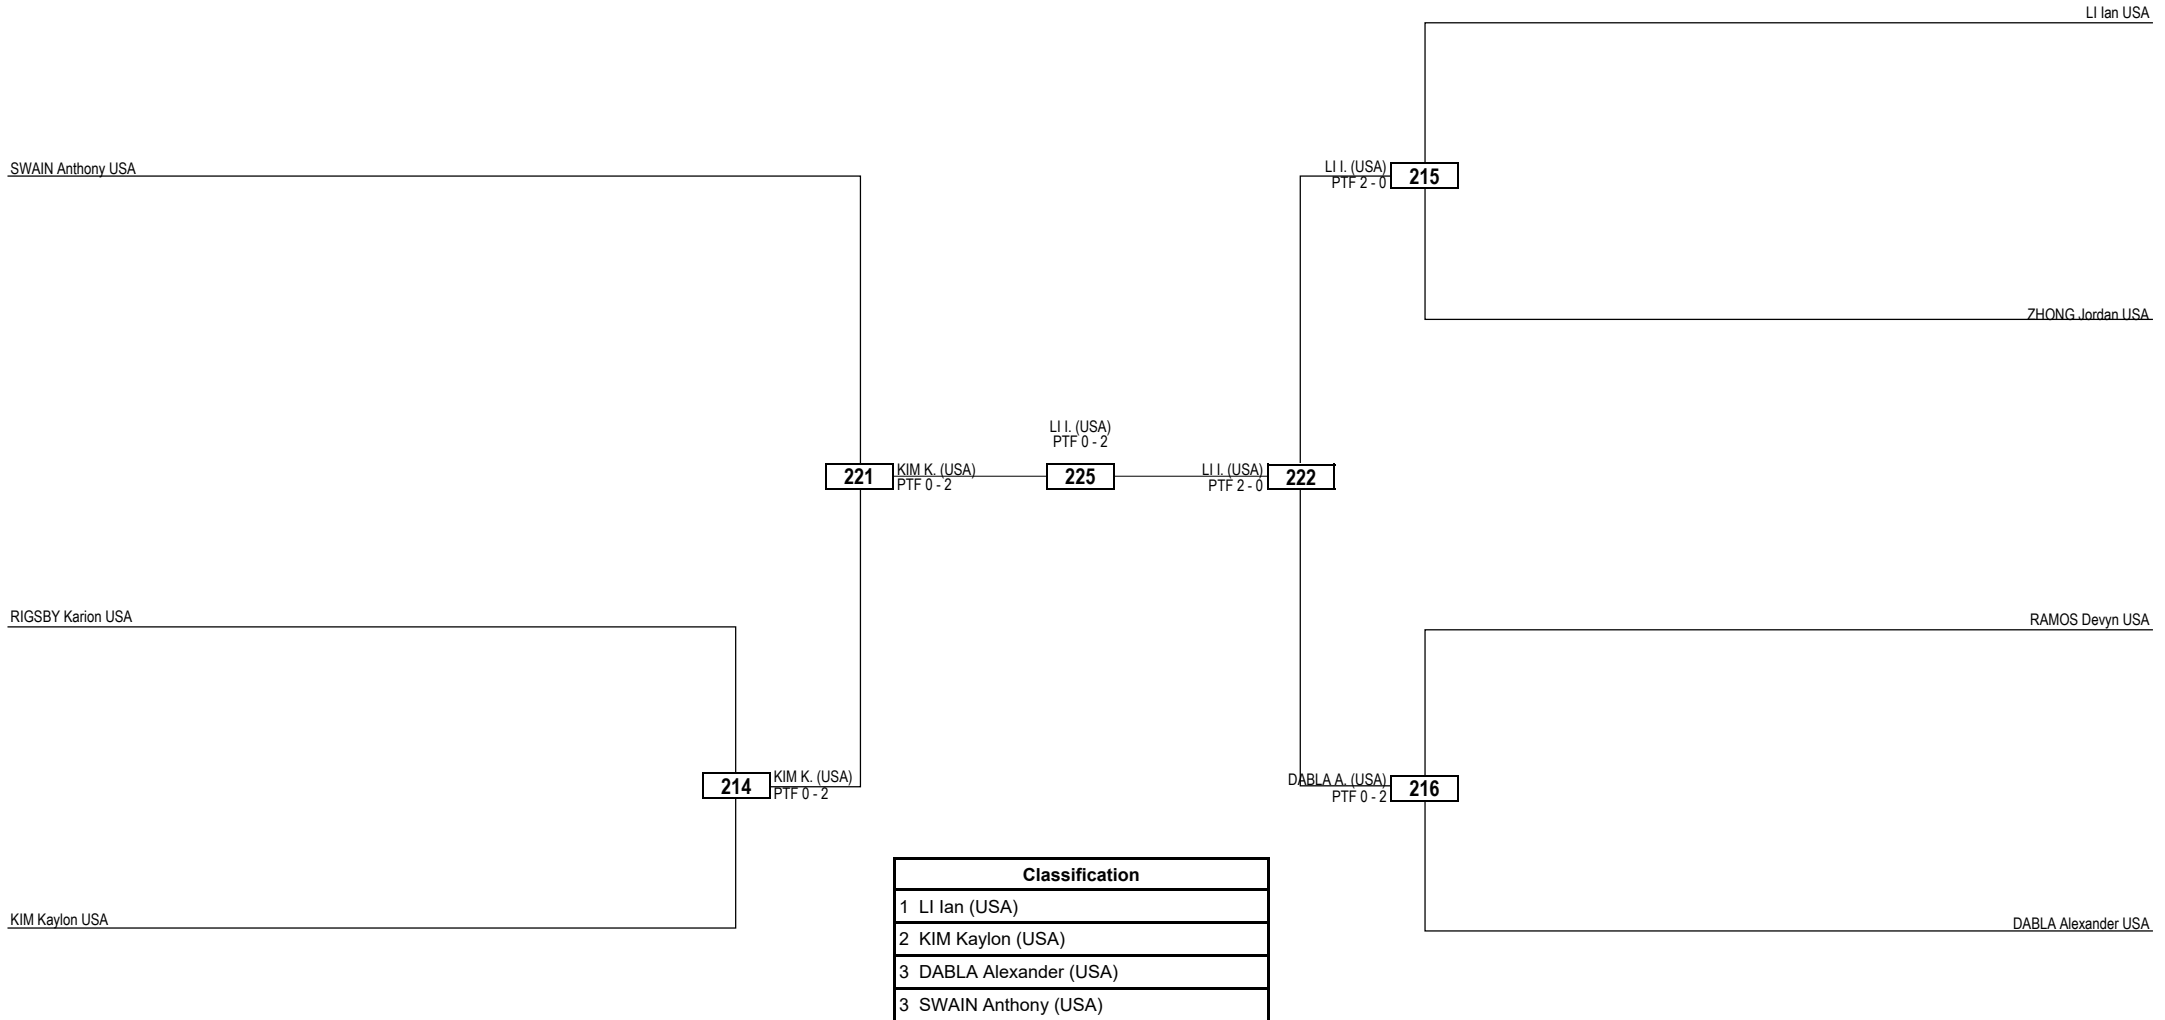 LI Ian USA
SWAIN Anthony USA
LI I. (USA)
PTF 2 - 0
215
ZHONG Jordan USA
LI I. (USA)
PTF 0 - 2
221
KIM K. (USA)
PTF 0 - 2
225
LI I. (USA)
PTF 2 - 0
222
RIGSBY Karion USA
RAMOS Devyn USA
214
KIM K. (USA)
PTF 0 - 2
DABLA A. (USA)
PTF 0 - 2
216
KIM Kaylon USA
DABLA Alexander USA
Classification
1 LI Ian (USA)
2 KIM Kaylon (USA)
3 DABLA Alexander (USA)
3 SWAIN Anthony (USA)